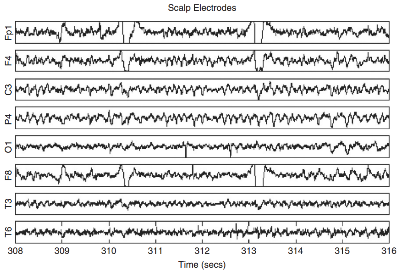 Scalp Electrodes
Fp1
F4
C3
P4
O1
F8
T3
T6
308 309 310 311 312 313 314 315 316
Time (secs)